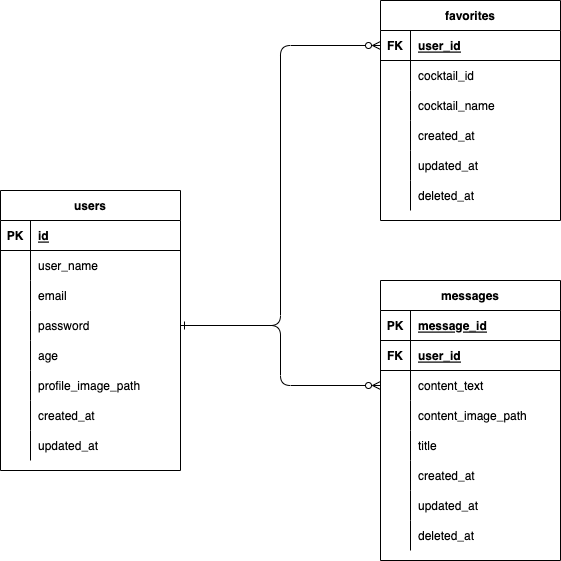 favorites
FK user_id
cocktail_id
cocktail_name
created_at
updated_at
deleted_at
users
PK id
user_name
email
password
age
profile_image_path
created_at
updated_at
messages
PK message_id
FK user_id
content_text
content_image_path
title
created_at
updated_at
deleted_at